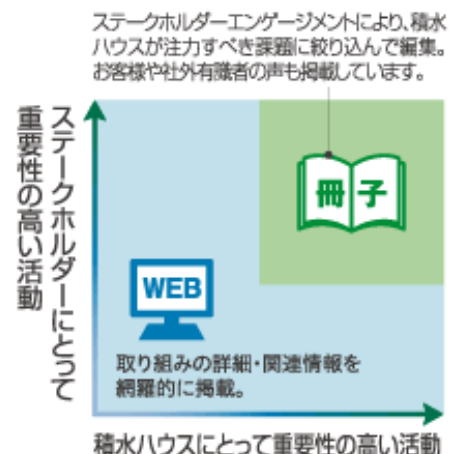 ステークホルダーエンゲージメントにより、積水
ハウスが注力すべき課題に絞り込んで編集。
お客様や社外有識者の声も掲載しています。
ステークホルダーにとって
重要性の高い活動
冊子
WEB
取り組みの詳細・関連情報を
網羅的に掲載。
積水ハウスにとって重要性の高い活動